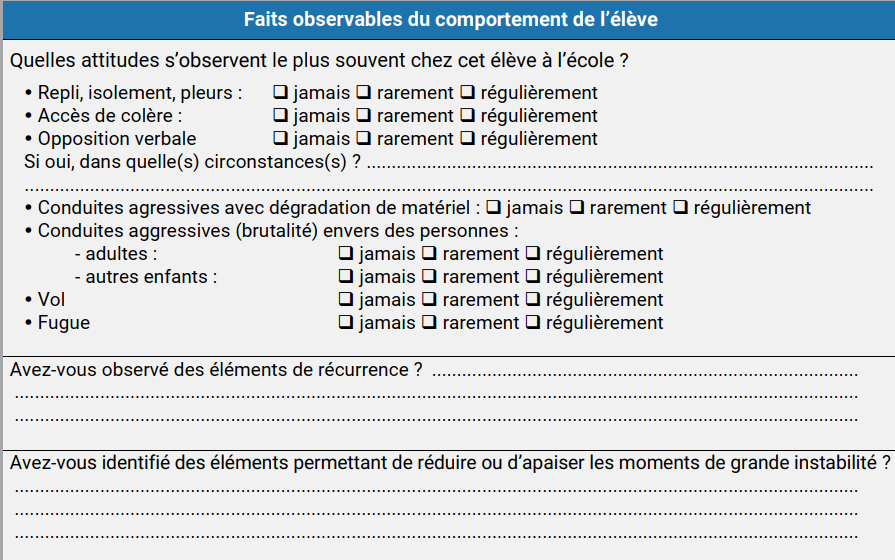 Faits observables du comportement de l’élève
Quelles attitudes s’observent le plus souvent chez cet élève à l’école ?
• Repli, isolement, pleurs : ❑ jamais ❑ rarement ❑ régulièrement
• Accès de colère : ❑ jamais ❑ rarement ❑ régulièrement
• Opposition verbale ❑ jamais ❑ rarement ❑ régulièrement
Si oui, dans quelle(s) circonstances(s) ? ....................................................................................................
....................................................................................................
• Conduites agressives avec dégradation de matériel : ❑ jamais ❑ rarement ❑ régulièrement
• Conduites aggressives (brutalité) envers des personnes :
- adultes : ❑ jamais ❑ rarement ❑ régulièrement
- autres enfants : ❑ jamais ❑ rarement ❑ régulièrement
• Vol ❑ jamais ❑ rarement ❑ régulièrement
• Fugue ❑ jamais ❑ rarement ❑ régulièrement
Avez-vous observé des éléments de récurrence ? ....................................................................................................
....................................................................................................
....................................................................................................
Avez-vous identifié des éléments permettant de réduire ou d’apaiser les moments de grande instabilité ?
....................................................................................................
....................................................................................................
....................................................................................................